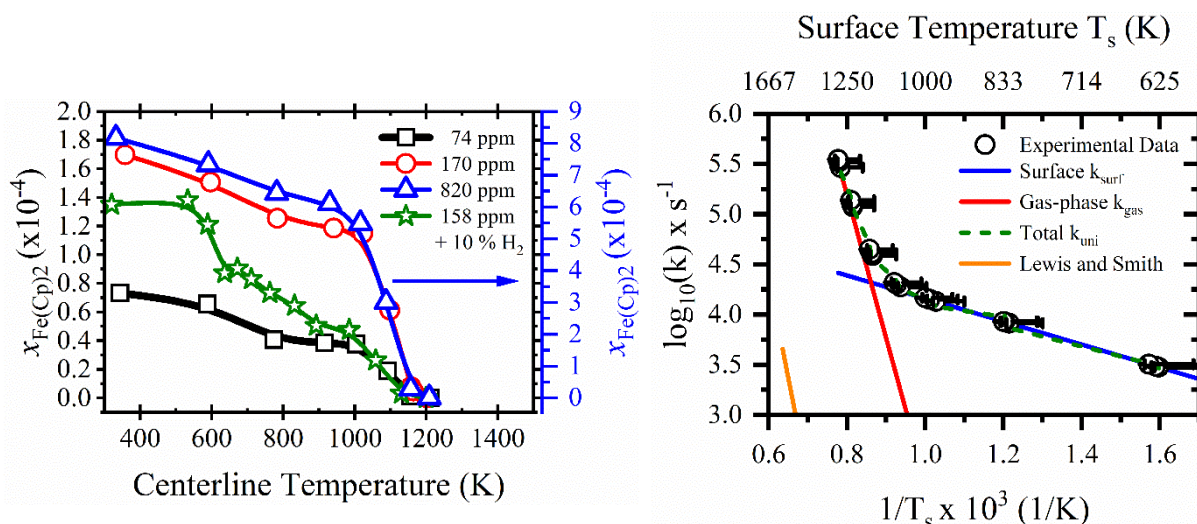 2.0
1.8
1.6
1.4
1.2
1.0
0.8
0.6
0.4
0.2
0.0
x_Fe(Cp)2 (x10^-4)
74 ppm
170 ppm
820 ppm
158 ppm
+ 10 % H_2
9
8
7
6
5
4
3
2
1
0
x_Fe(Cp)2 (x10^-4)
400 600 800 1000 1200 1400
Centerline Temperature (K)
Surface Temperature T_s (K)
1667 1250 1000 833 714 625
6.0
5.5
5.0
4.5
4.0
3.5
3.0
log_10(k) x s^-1
Experimental Data
Surface k_surf
Gas-phase k_gas
Total k_uni
Lewis and Smith
0.6 0.8 1.0 1.2 1.4 1.6
1/T_s x 10^3 (1/K)